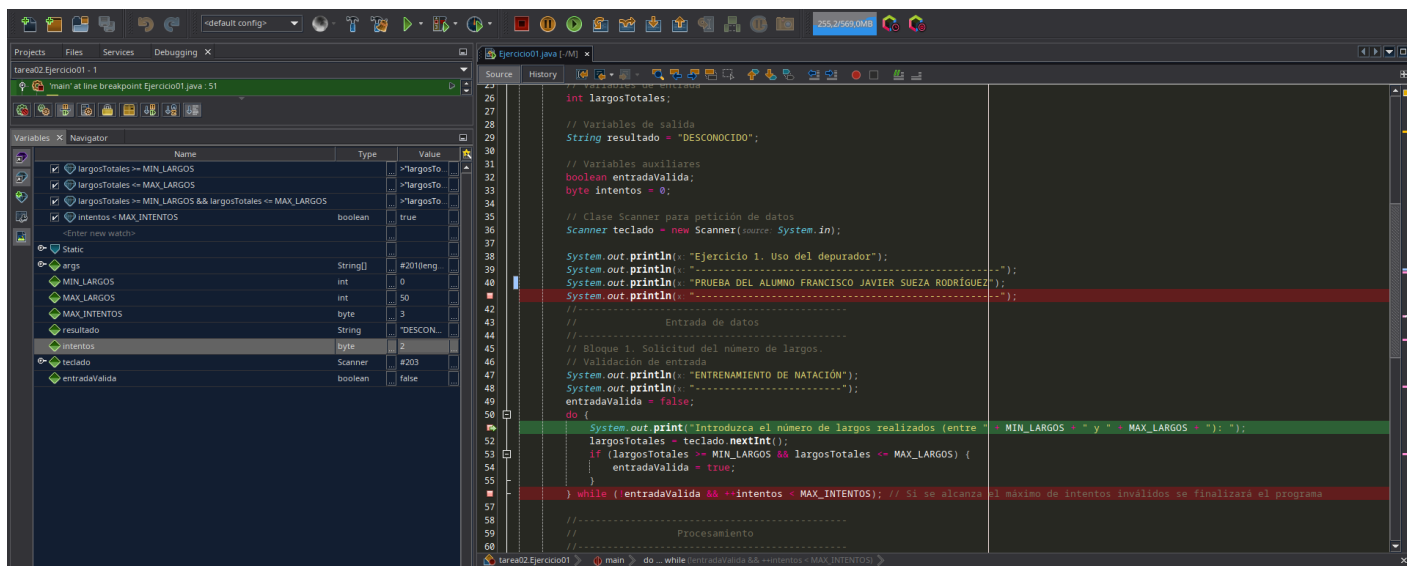 <default config>
255,2/569,0MB
Projects Files Services Debugging
tarea02.Ejercicio01 - 1
'main' at line breakpoint Ejercicio01.java : 51
Variables Navigator
Name Type Value
largosTotales >= MIN_LARGOS >"largosTo...
largosTotales <= MAX_LARGOS >"largosTo...
largosTotales >= MIN_LARGOS && largosTotales <= MAX_LARGOS >"largosTo...
intentos < MAX_INTENTOS boolean true
<Enter new watch>
Static
args String[] #201(leng...
MIN_LARGOS int 0
MAX_LARGOS int 50
MAX_INTENTOS byte 3
resultado String "DESCON...
intentos byte 2
teclado Scanner #203
entradaValida boolean false
Ejercicio01.java [-/M]
Source History
25 // Variables de entrada
26 int largosTotales;
27
28 // Variables de salida
29 String resultado = "DESCONOCIDO";
30
31 // Variables auxiliares
32 boolean entradaValida;
33 byte intentos = 0;
34
35 // Clase Scanner para petición de datos
36 Scanner teclado = new Scanner(source: System.in);
37
38 System.out.println(x: "Ejercicio 1. Uso del depurador");
39 System.out.println(x: "---------------------------------------------------");
40 System.out.println(x: "PRUEBA DEL ALUMNO FRANCISCO JAVIER SUEZA RODRÍGUEZ");
System.out.println(x: "---------------------------------------------------");
42 //---------------------------------------------
43 // Entrada de datos
44 //---------------------------------------------
45 // Bloque 1. Solicitud del número de largos.
46 // Validación de entrada
47 System.out.println(x: "ENTRENAMIENTO DE NATACIÓN");
48 System.out.println(x: "-------------------------");
49 entradaValida = false;
50 do {
System.out.print("Introduzca el número de largos realizados (entre " + MIN_LARGOS + " y " + MAX_LARGOS + "): ");
52 largosTotales = teclado.nextInt();
53 if (largosTotales >= MIN_LARGOS && largosTotales <= MAX_LARGOS) {
54 entradaValida = true;
55 }
} while (!entradaValida && ++intentos < MAX_INTENTOS); // Si se alcanza el máximo de intentos inválidos se finalizará el programa
57
58 //---------------------------------------------
59 // Procesamiento
60 //---------------------------------------------
tarea02.Ejercicio01 main do ... while (!entradaValida && ++intentos < MAX_INTENTOS)